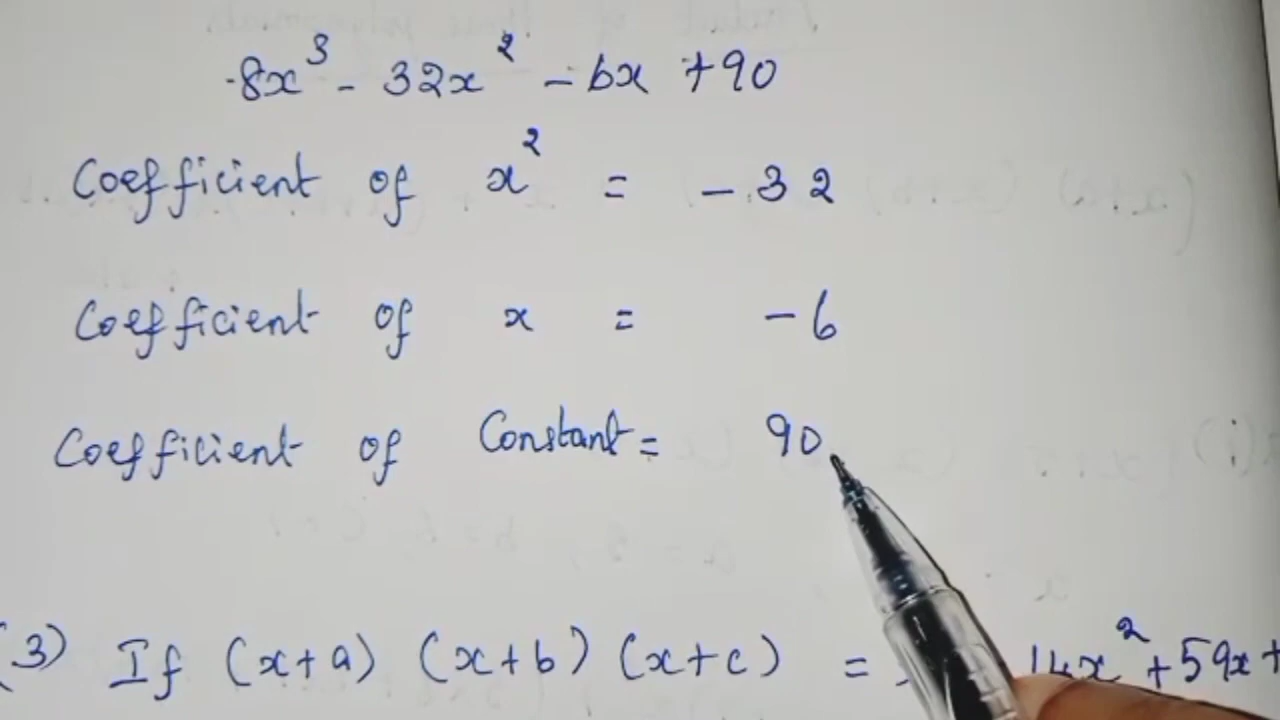 8x³ - 32x² - 6x + 90
Coefficient of x² = - 32
Coefficient of x = - 6
Coefficient of Constant = 90
(3) If (x+a) (x+b) (x+c) = 14x² + 59x +